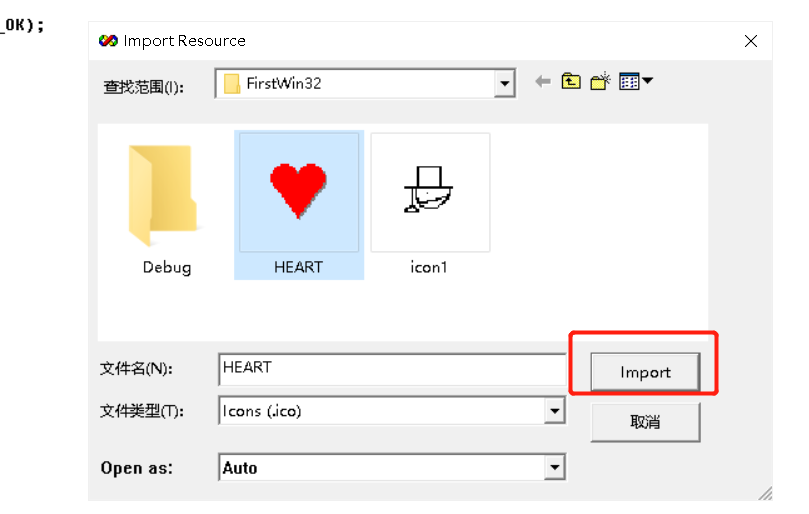 _OK);
Import Resource
查找范围(I):
FirstWin32
Debug
HEART
icon1
文件名(N):
HEART
Import
文件类型(T):
Icons (.ico)
取消
Open as:
Auto